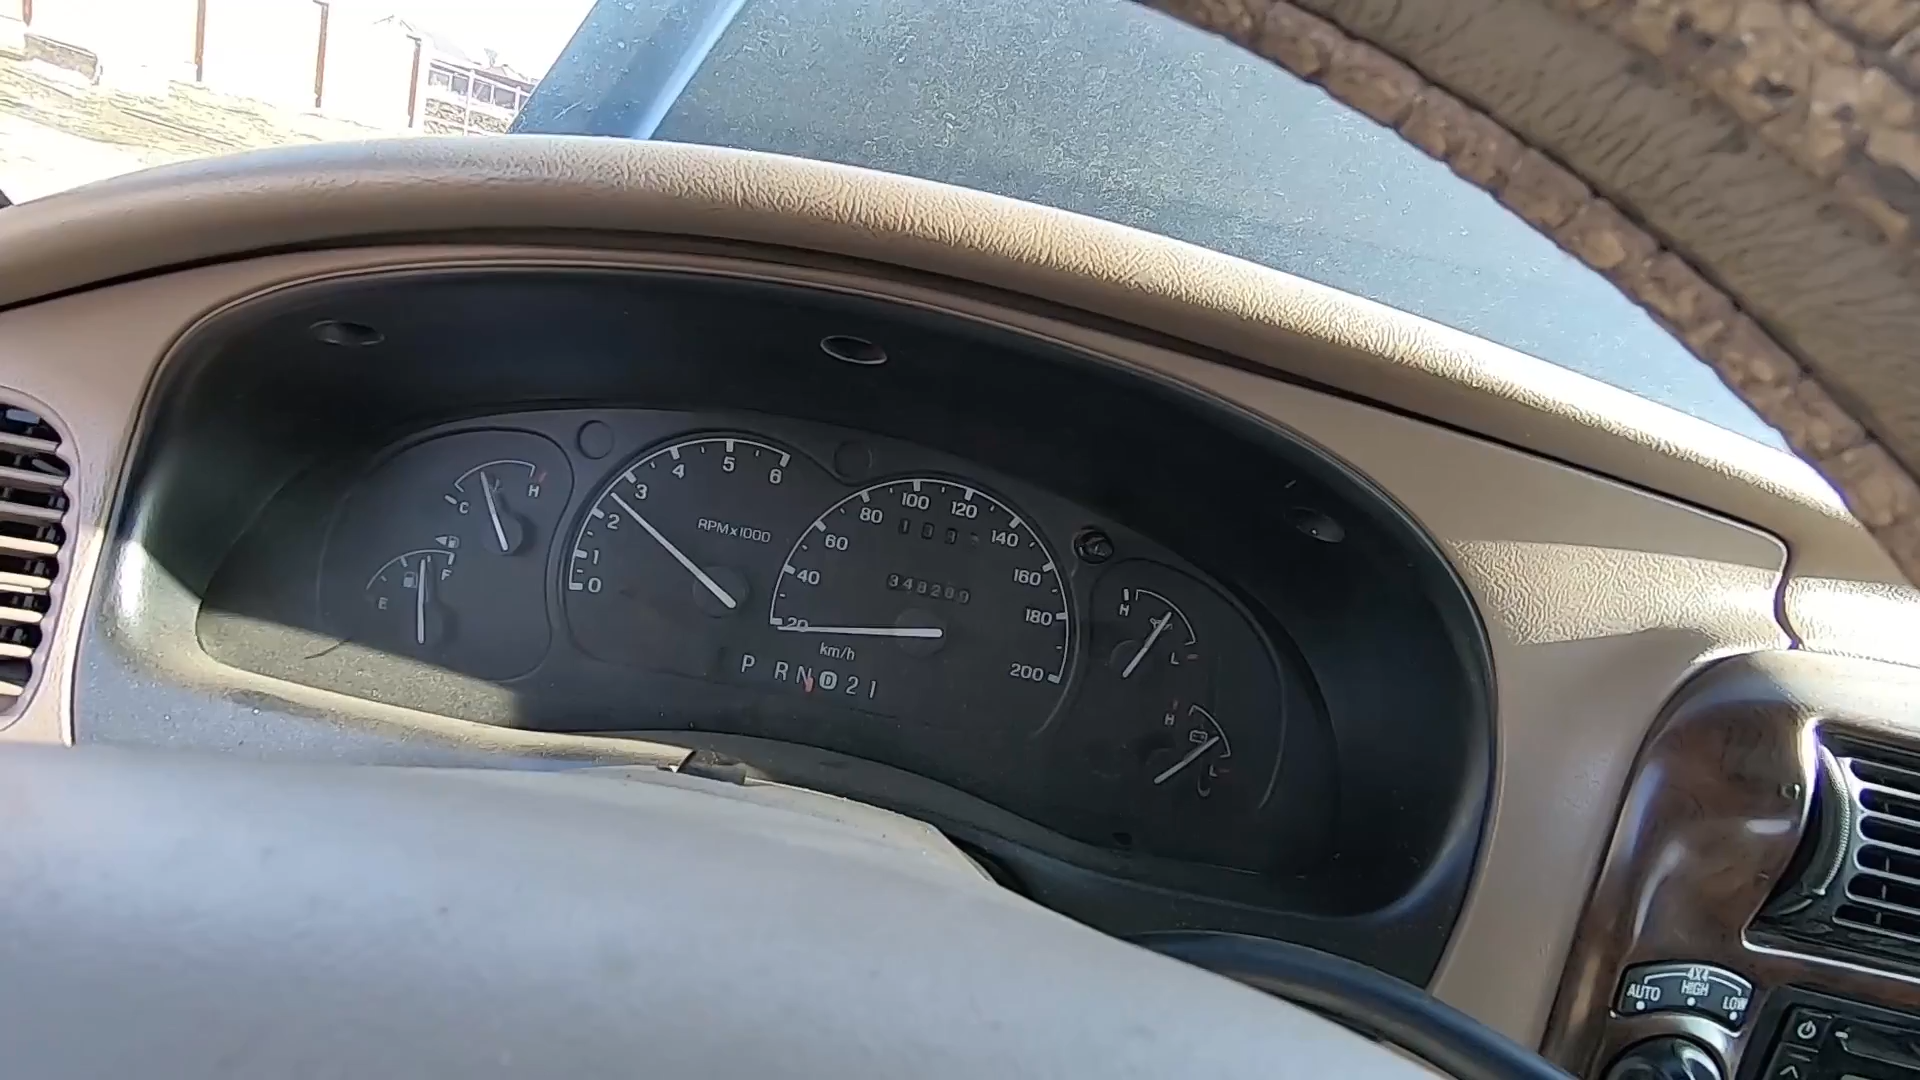 C H
E F
0 1 2 3 4 5 6
RPMx1000
20 40 60 80 100 120 140 160 180 200
348209
km/h
P R N D 2 1
H L
H L
4X4
AUTO HIGH LOW